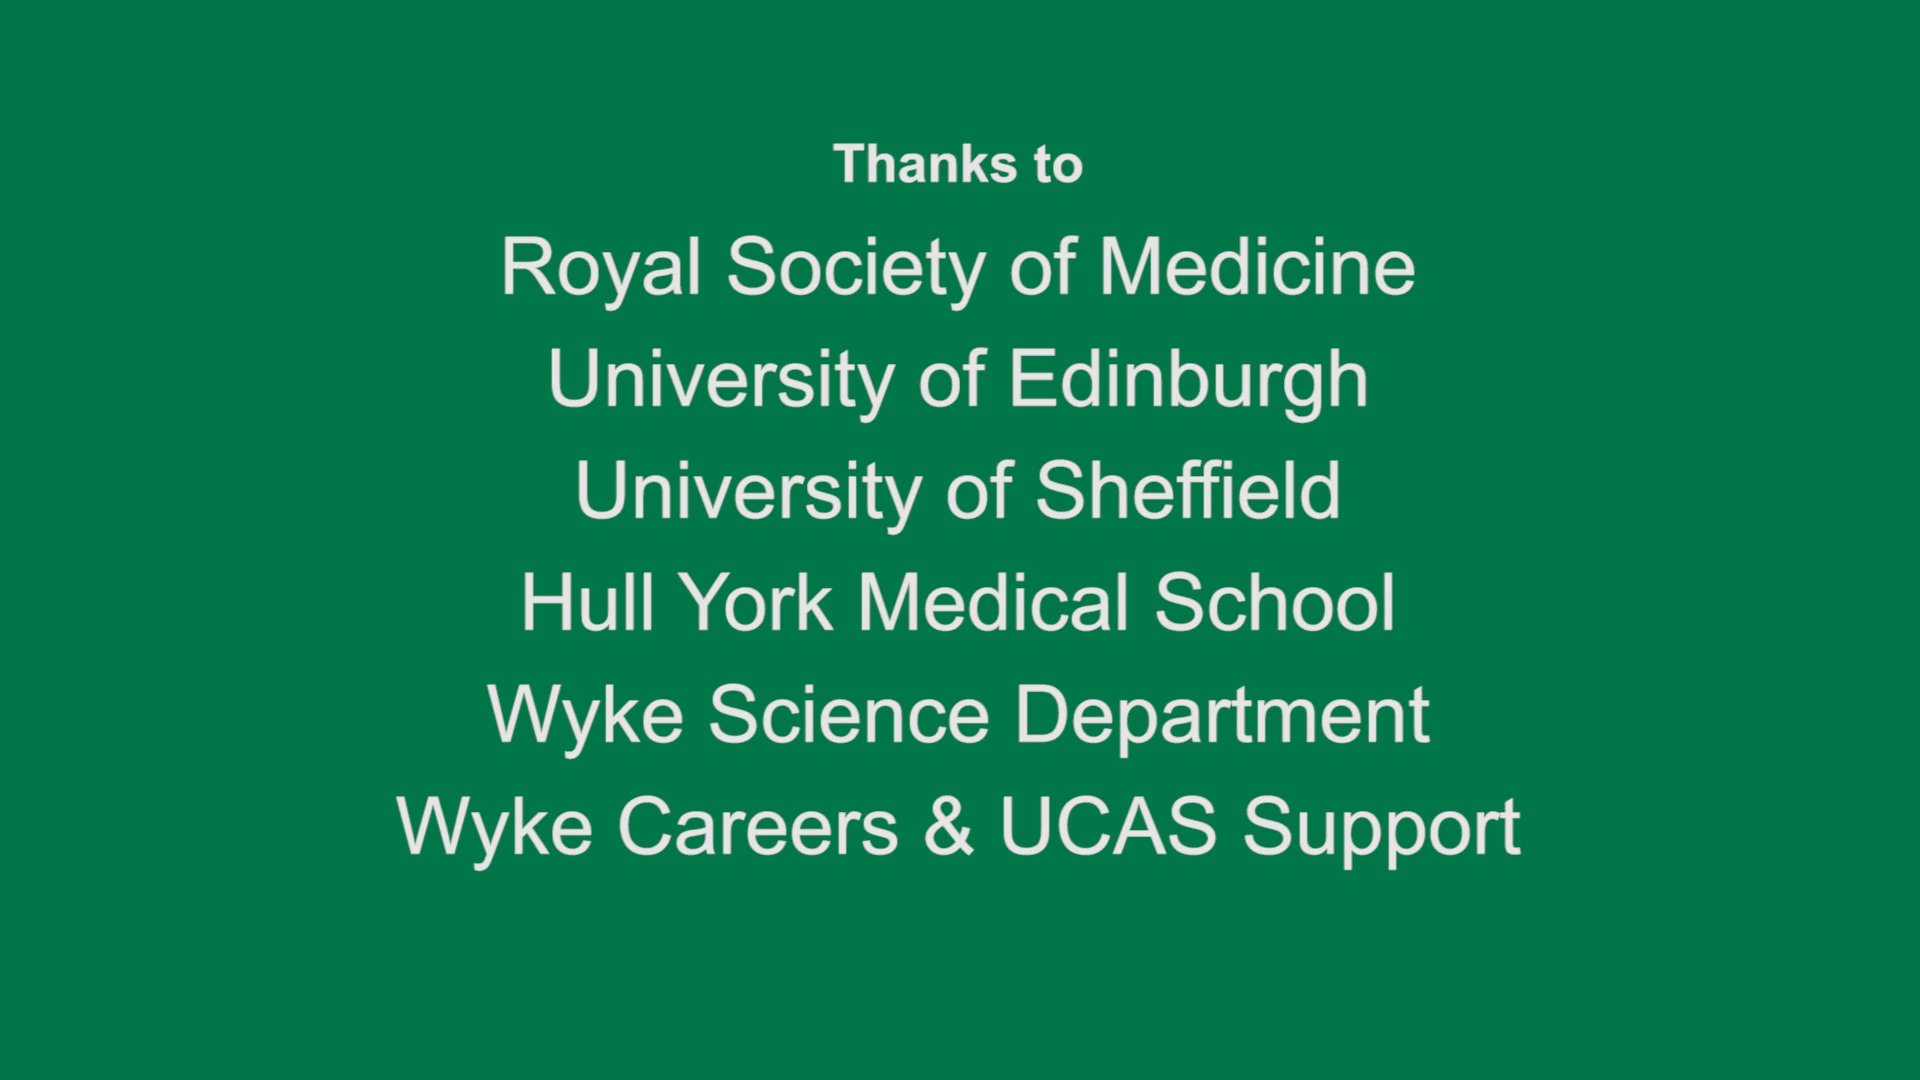 Thanks to
Royal Society of Medicine
University of Edinburgh
University of Sheffield
Hull York Medical School
Wyke Science Department
Wyke Careers & UCAS Support